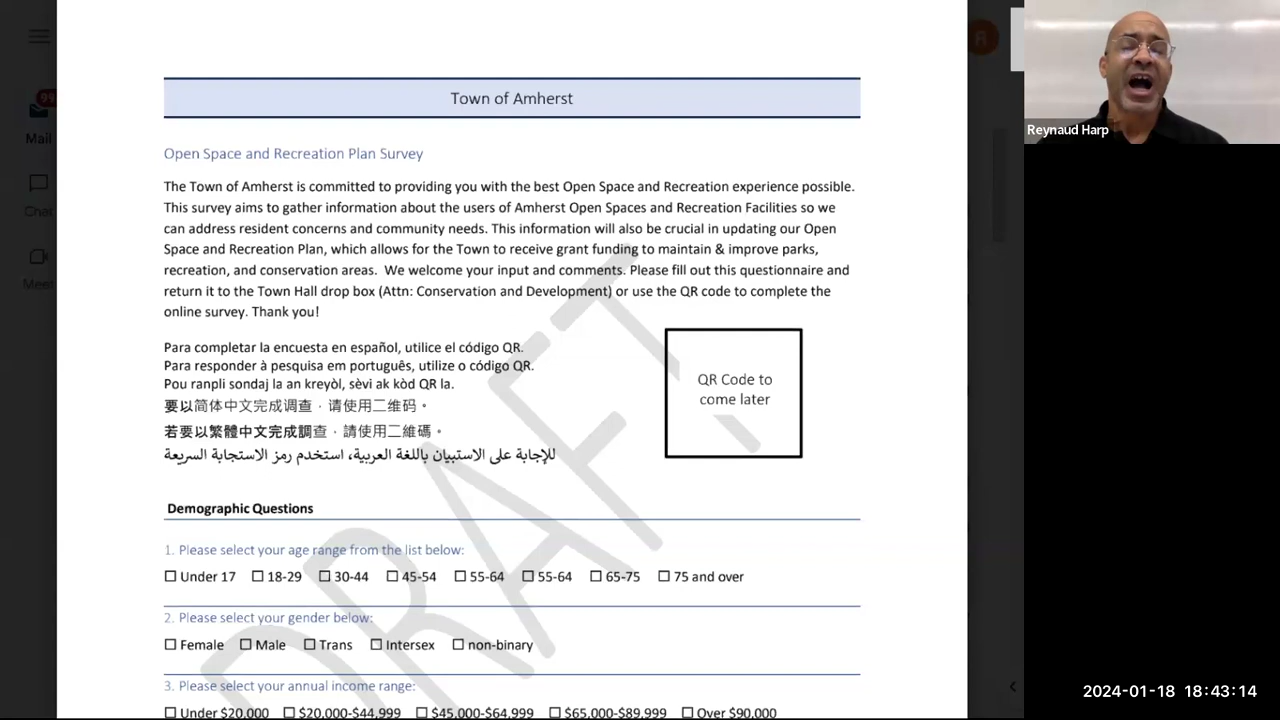 Town of Amherst
Open Space and Recreation Plan Survey
The Town of Amherst is committed to providing you with the best Open Space and Recreation experience possible.
This survey aims to gather information about the users of Amherst Open Spaces and Recreation Facilities so we
can address resident concerns and community needs. This information will also be crucial in updating our Open
Space and Recreation Plan, which allows for the Town to receive grant funding to maintain & improve parks,
recreation, and conservation areas. We welcome your input and comments. Please fill out this questionnaire and
return it to the Town Hall drop box (Attn: Conservation and Development) or use the QR code to complete the
online survey. Thank you!
Para completar la encuesta en español, utilice el código QR.
Para responder à pesquisa em português, utilize o código QR.
Pou ranpli sondaj la an kreyòl, sèvi ak kòd QR la.
要以简体中文完成调查，请使用二维码。
若要以繁體中文完成調查，請使用二維碼。
للإجابة على الاستبيان باللغة العربية، استخدم رمز الاستجابة السريعة
QR Code to
come later
Demographic Questions
1. Please select your age range from the list below:
☐ Under 17 ☐ 18-29 ☐ 30-44 ☐ 45-54 ☐ 55-64 ☐ 55-64 ☐ 65-75 ☐ 75 and over
2. Please select your gender below:
☐ Female ☐ Male ☐ Trans ☐ Intersex ☐ non-binary
3. Please select your annual income range:
☐ Under $20,000 ☐ $20,000-$44,999 ☐ $45,000-$64,999 ☐ $65,000-$89,999 ☐ Over $90,000
DRAFT
99
Mail
Chat
Meet
Reynaud Harp
2024-01-18 18:43:14